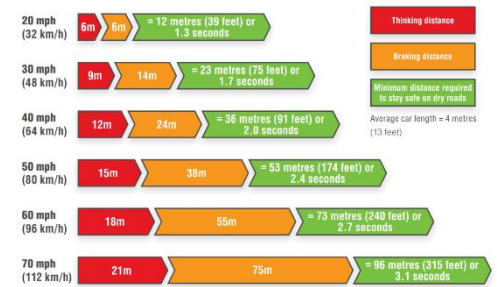 20 mph
(32 km/h)
6m
6m
= 12 metres (39 feet) or
1.3 seconds
30 mph
(48 km/h)
9m
14m
= 23 metres (75 feet) or
1.7 seconds
40 mph
(64 km/h)
12m
24m
= 36 metres (91 feet) or
2.0 seconds
50 mph
(80 km/h)
15m
38m
= 53 metres (174 feet) or
2.4 seconds
60 mph
(96 km/h)
18m
55m
= 73 metres (240 feet) or
2.7 seconds
70 mph
(112 km/h)
21m
75m
= 96 metres (315 feet) or
3.1 seconds
Thinking distance
Braking distance
Minimum distance required
to stay safe on dry roads
Average car length = 4 metres
(13 feet)